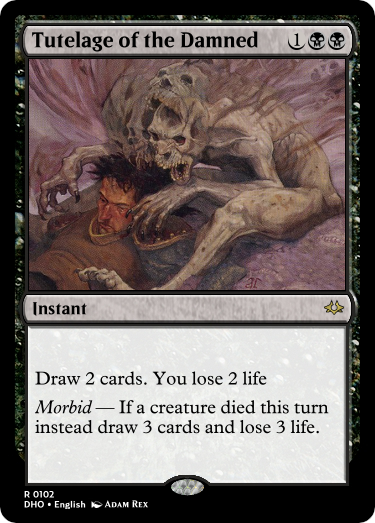 Tutelage of the Damned 1
Instant
Draw 2 cards. You lose 2 life
Morbid — If a creature died this turn
instead draw 3 cards and lose 3 life.
R 0102
DHO • English Adam Rex